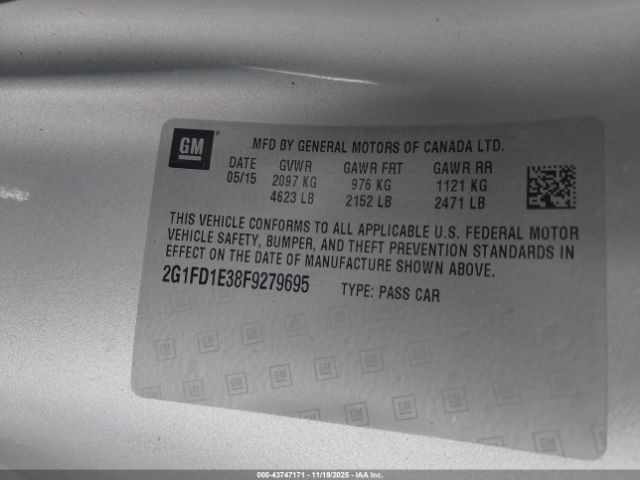 GM
MFD BY GENERAL MOTORS OF CANADA LTD.
DATE GVWR GAWR FRT GAWR RR
05/15 2097 KG 976 KG 1121 KG
4623 LB 2152 LB 2471 LB
THIS VEHICLE CONFORMS TO ALL APPLICABLE U.S. FEDERAL MOTOR
VEHICLE SAFETY, BUMPER, AND THEFT PREVENTION STANDARDS IN
EFFECT ON THE DATE OF MANUFACTURE SHOWN ABOVE.
2G1FD1E38F9279695 TYPE: PASS CAR
000-43747171 - 11/19/2025 - IAA Inc.